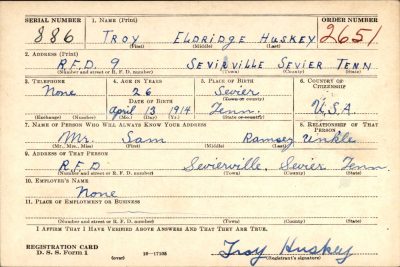 SERIAL NUMBER 1. NAME (Print) ORDER NUMBER
886 TROY ELDRIDGE HUSKEY 2651
(First) (Middle) (Last)
2. ADDRESS (Print)
R.F.D. 9 SEVIRVILLE SEVIER TENN
(Number and street or R. F. D. number) (Town) (County) (State)
3. TELEPHONE 4. AGE IN YEARS 5. PLACE OF BIRTH 6. COUNTRY OF CITIZENSHIP
None 26 Sevier
(Town or county)
DATE OF BIRTH
April 13 1914 Tenn. U.S.A
(Exchange) (Number) (Mo.) (Day) (Yr.) (State or country)
7. NAME OF PERSON WHO WILL ALWAYS KNOW YOUR ADDRESS 8. RELATIONSHIP OF THAT PERSON
Mr. Sam Ramsey Unkle
(Mr., Mrs., Miss) (First) (Middle) (Last)
9. ADDRESS OF THAT PERSON
R.F.D. Sevierville, Sevier Tenn.
(Number and street or R. F. D. number) (Town) (County) (State)
10. EMPLOYER'S NAME
None
11. PLACE OF EMPLOYMENT OR BUSINESS
(Number and street or R. F. D. number) (Town) (County) (State)
I AFFIRM THAT I HAVE VERIFIED ABOVE ANSWERS AND THAT THEY ARE TRUE.
REGISTRATION CARD
D. S. S. Form 1 (over) 16-17105
Troy Huskey
(Registrant's signature)